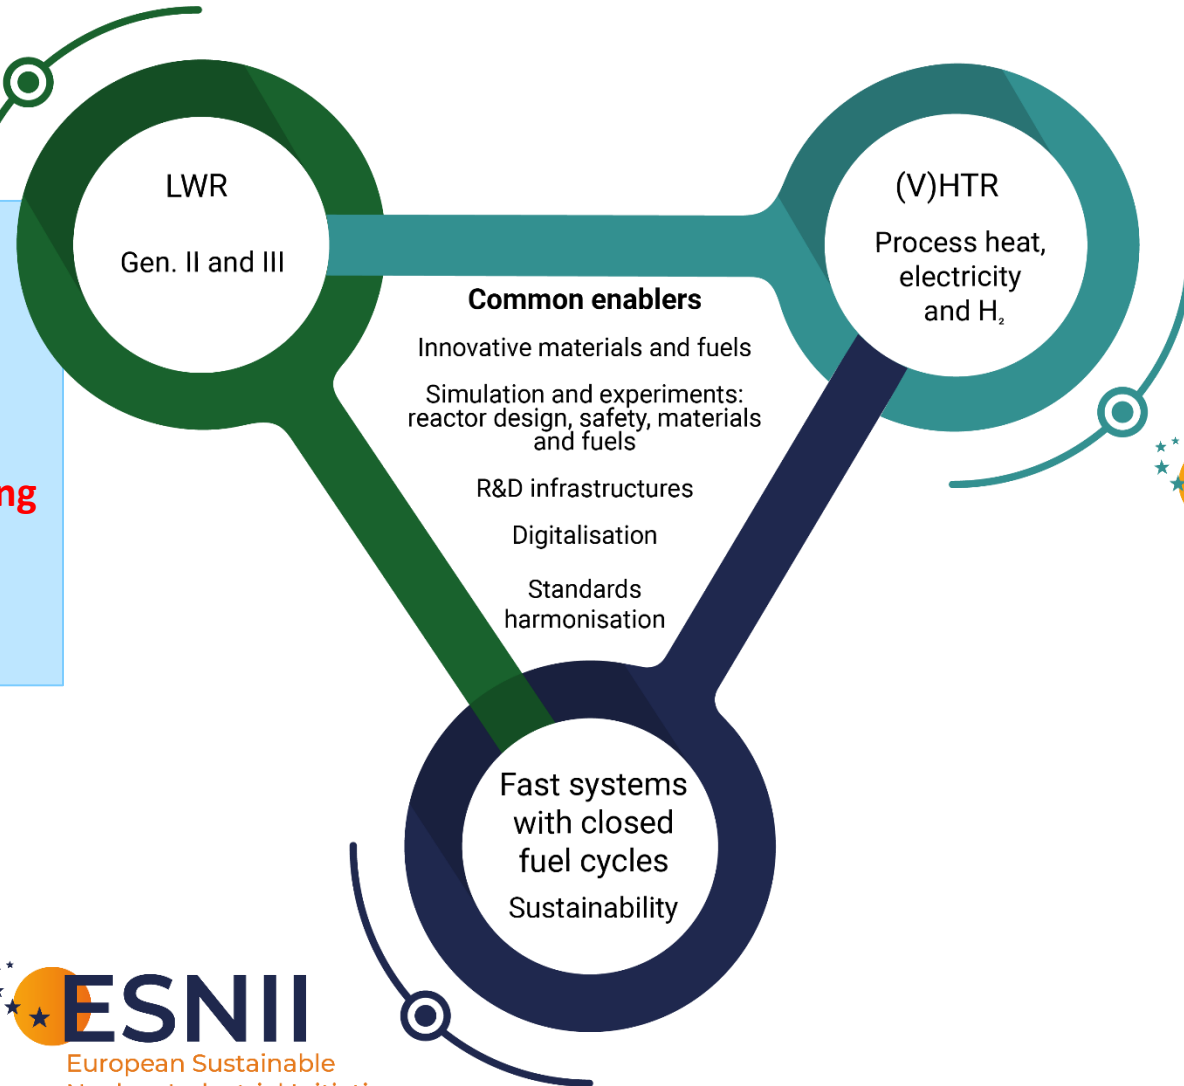 LWR
Gen. II and III
(V)HTR
Process heat,
electricity
and H₂
Common enablers
Innovative materials and fuels
Simulation and experiments:
reactor design, safety, materials
and fuels
R&D infrastructures
Digitalisation
Standards
harmonisation
ng
Fast systems
with closed
fuel cycles
Sustainability
ESNII
European Sustainable